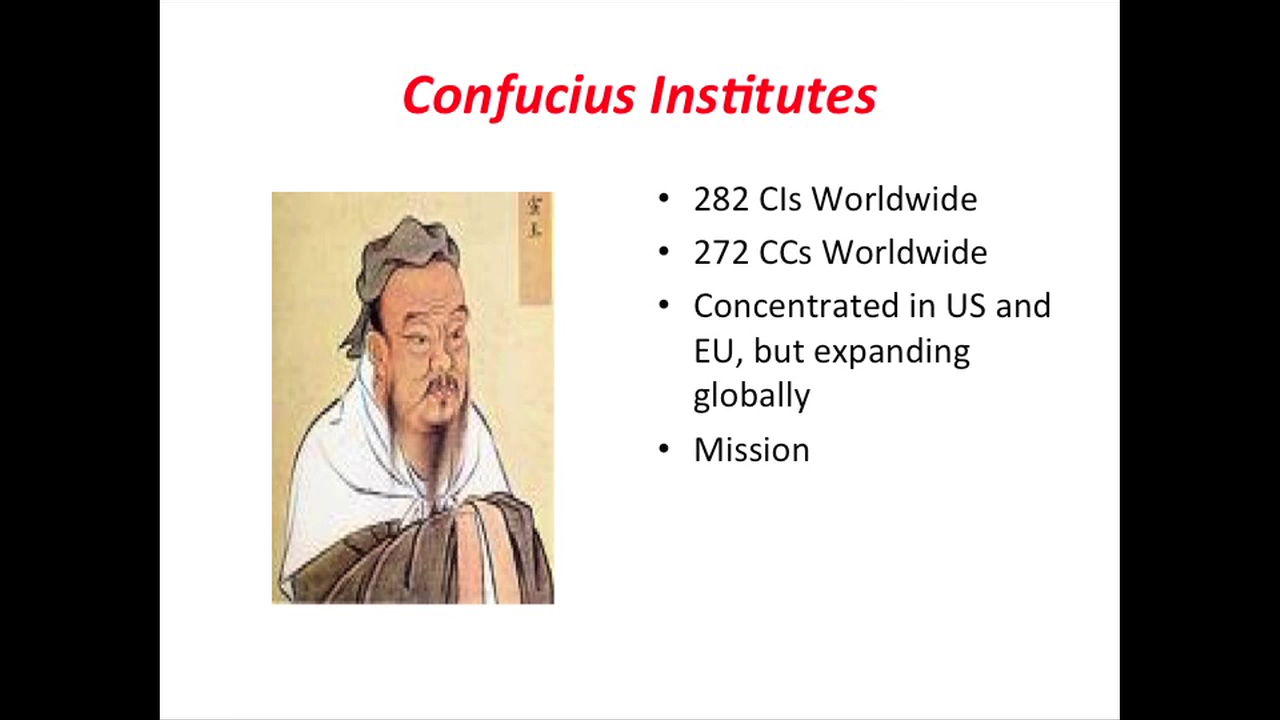 Confucius Institutes
• 282 CIs Worldwide
• 272 CCs Worldwide
• Concentrated in US and
EU, but expanding
globally
• Mission